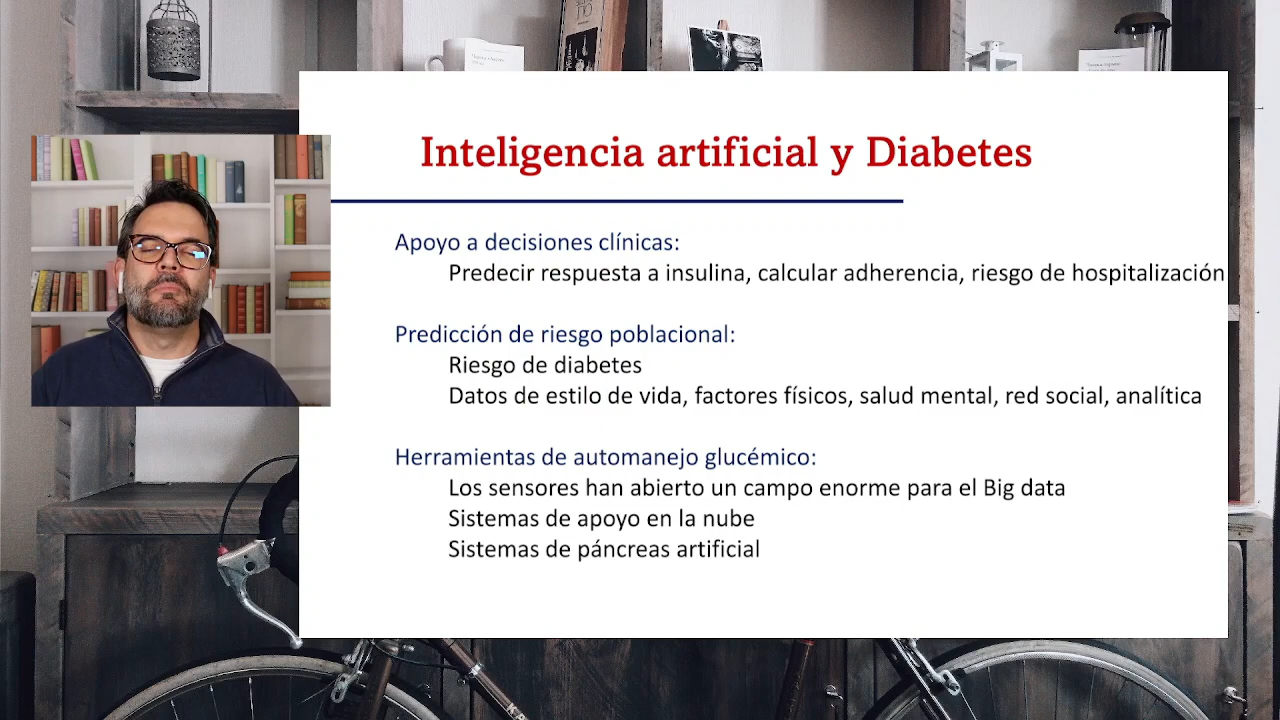 Inteligencia artificial y Diabetes
Apoyo a decisiones clínicas:
Predecir respuesta a insulina, calcular adherencia, riesgo de hospitalización
Predicción de riesgo poblacional:
Riesgo de diabetes
Datos de estilo de vida, factores físicos, salud mental, red social, analítica
Herramientas de automanejo glucémico:
Los sensores han abierto un campo enorme para el Big data
Sistemas de apoyo en la nube
Sistemas de páncreas artificial